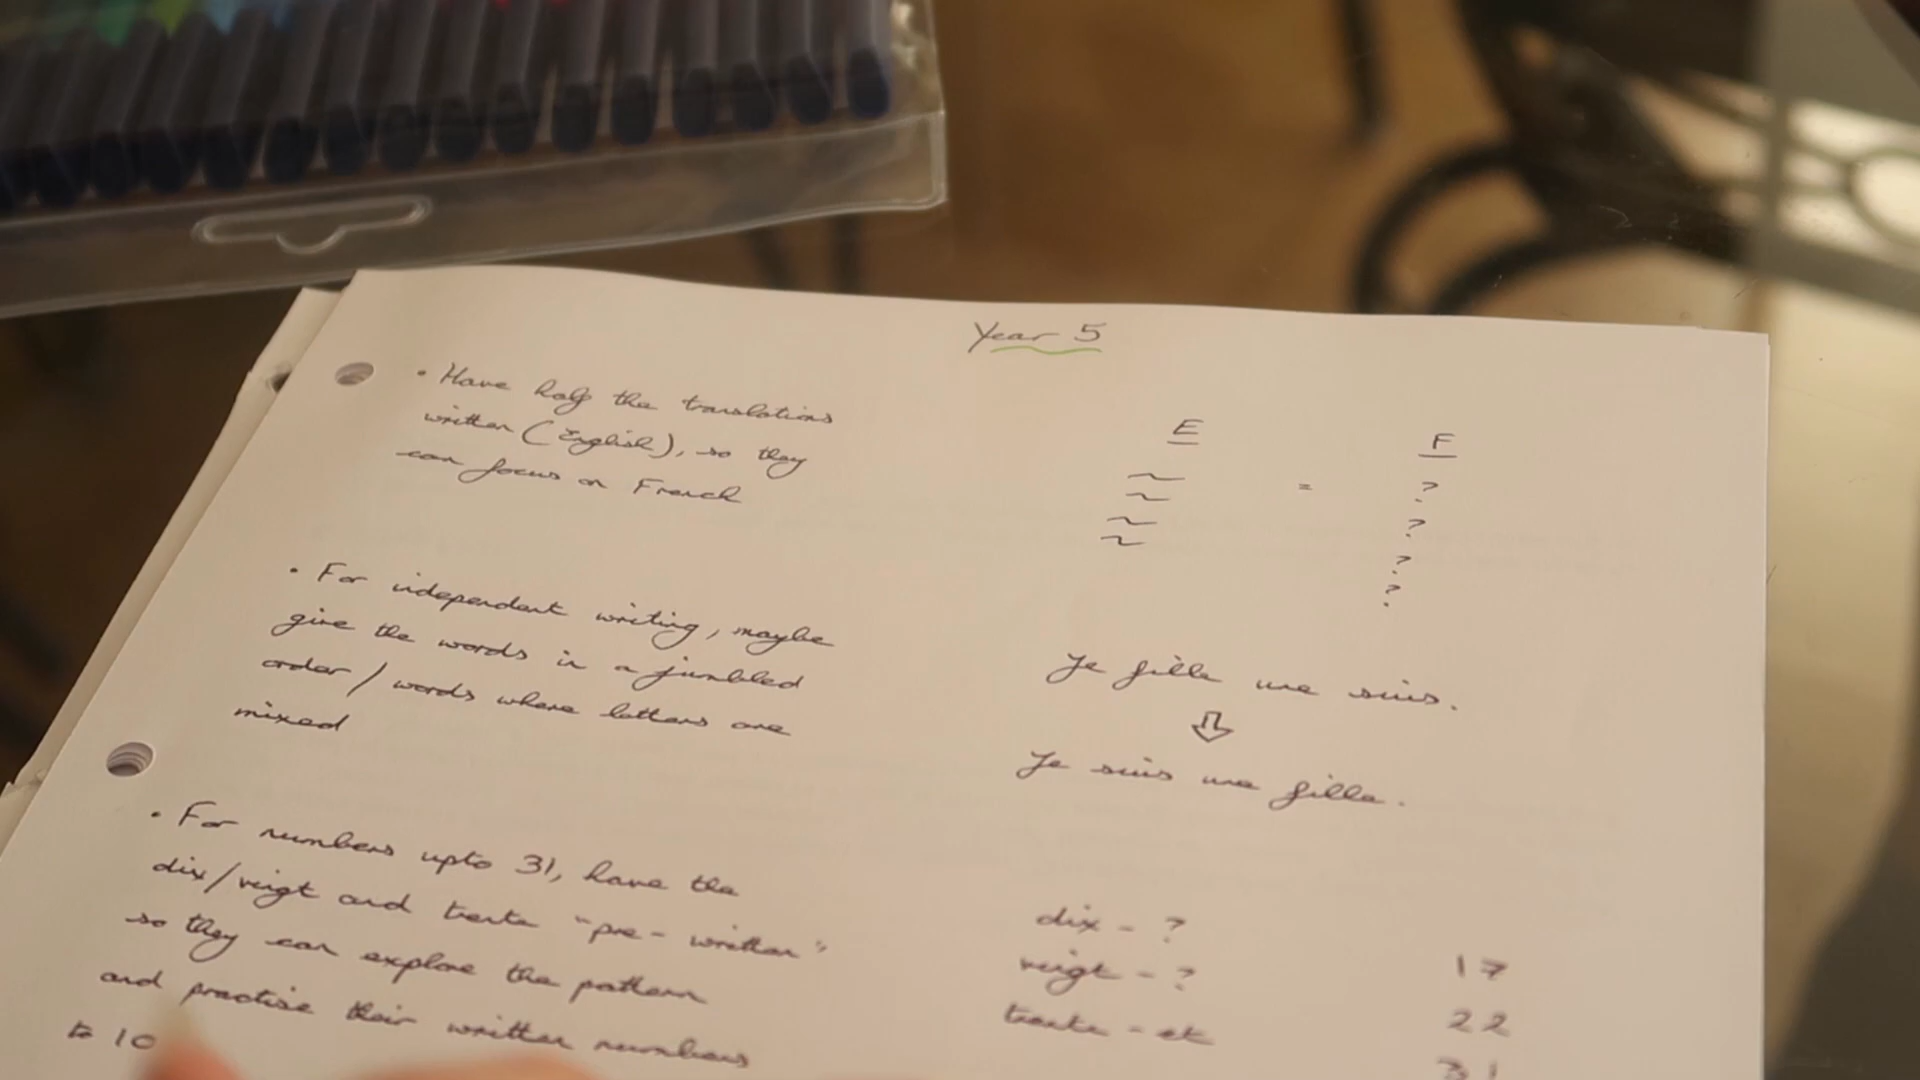 Year 5
• Have half the translations
written (English), so they
can focus on French
E
F
= ?
?
?
?
• For independent writing, maybe
give the words in a jumbled
order / words where letters are
mixed
Je fille une suis.
⇩
Je suis une fille.
• For numbers upto 31, have the
dix/vingt and trente "pre-written"
so they can explore the pattern
and practise their written numbers
to 10
dix - ?
vingt - ?
trente - et
17
22
31